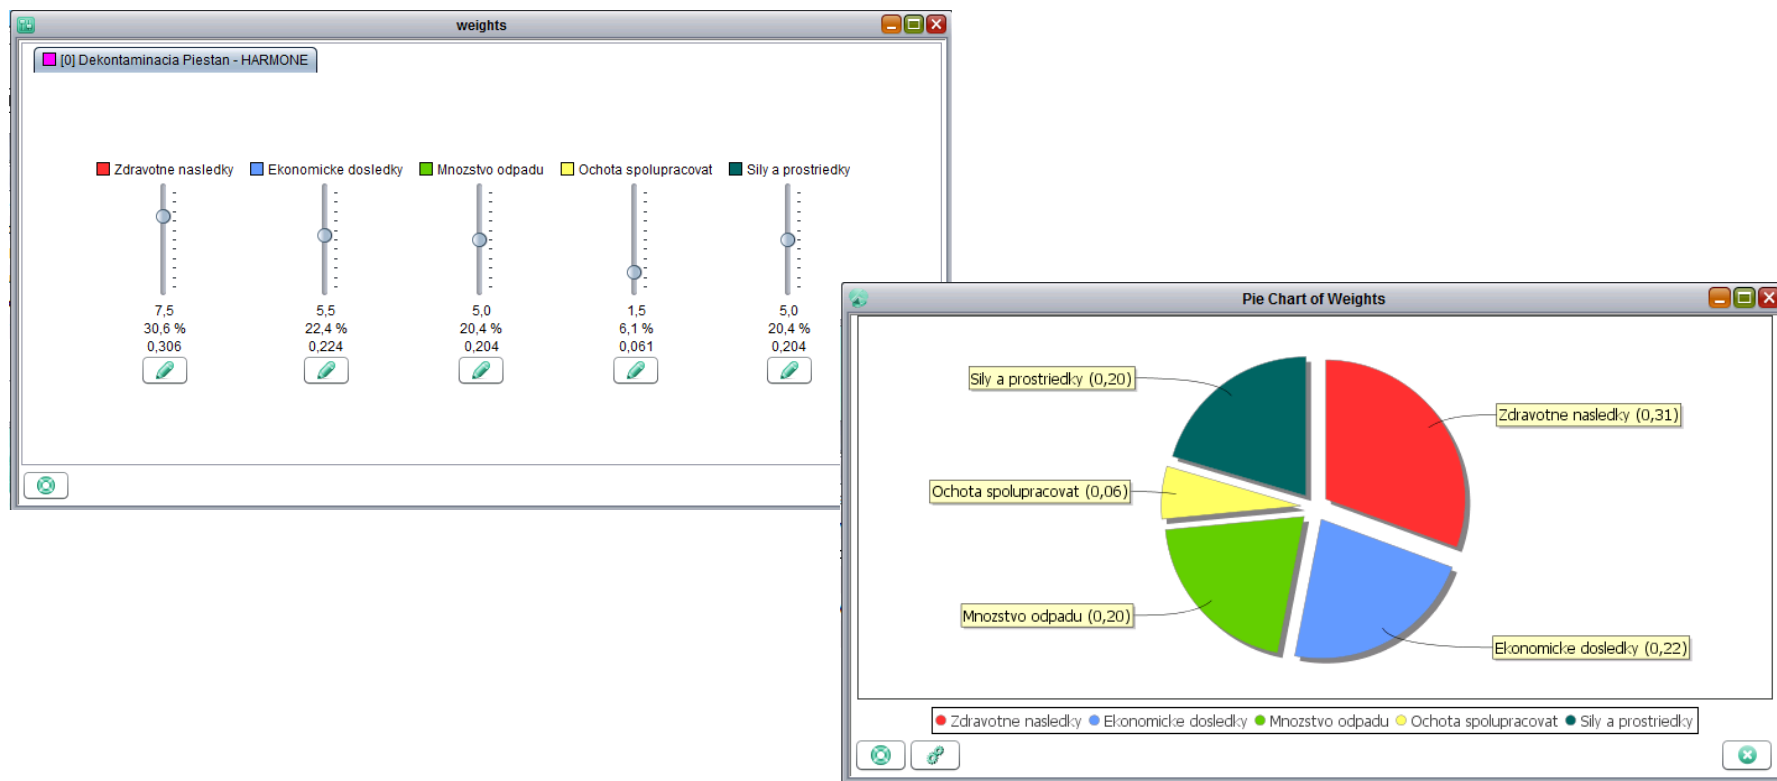 weights
[0] Dekontaminacia Piestan - HARMONE
Zdravotne nasledky Ekonomicke dosledky Mnozstvo odpadu Ochota spolupracovat Sily a prostriedky
7,5 5,5 5,0 1,5 5,0
30,6 % 22,4 % 20,4 % 6,1 % 20,4 %
0,306 0,224 0,204 0,061 0,204
Pie Chart of Weights
Sily a prostriedky (0,20)
Zdravotne nasledky (0,31)
Ochota spolupracovat (0,06)
Mnozstvo odpadu (0,20)
Ekonomicke dosledky (0,22)
Zdravotne nasledky Ekonomicke dosledky Mnozstvo odpadu Ochota spolupracovat Sily a prostriedky